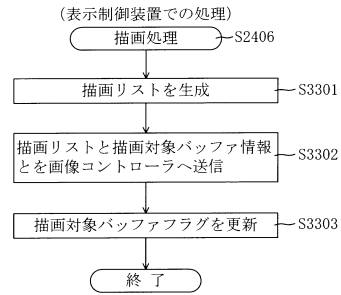 （表示制御装置での処理）
描画処理
S2406
描画リストを生成
S3301
描画リストと描画対象バッファ情報
とを画像コントローラへ送信
S3302
描画対象バッファフラグを更新
S3303
終了